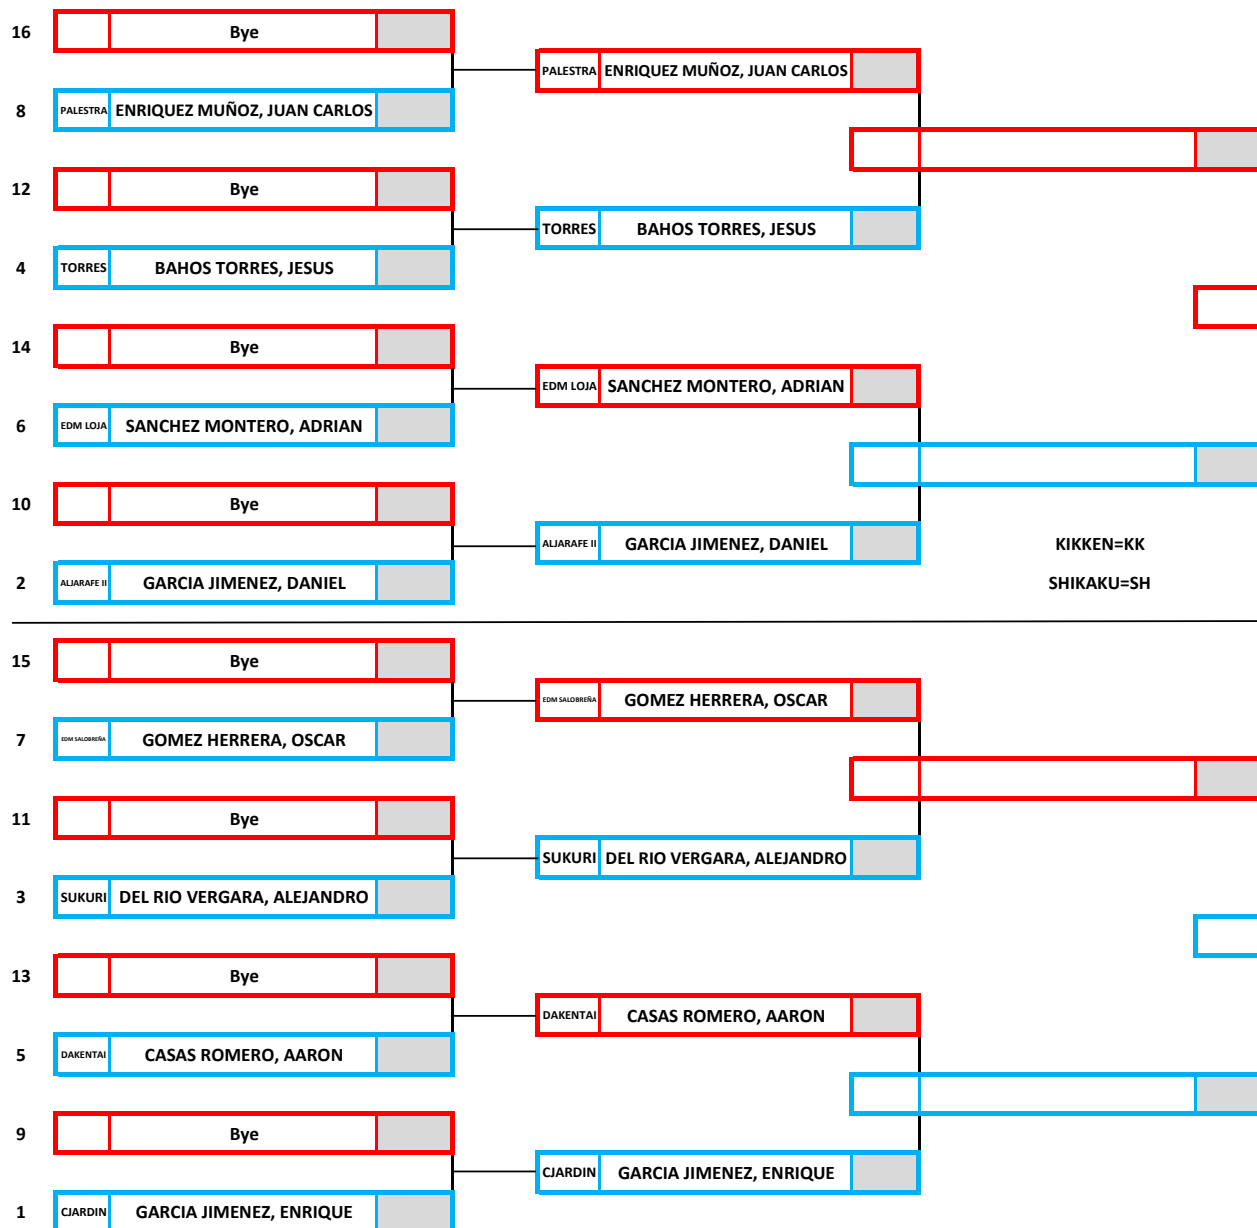 16 Bye
PALESTRA ENRIQUEZ MUÑOZ, JUAN CARLOS
8 PALESTRA ENRIQUEZ MUÑOZ, JUAN CARLOS
12 Bye
TORRES BAHOS TORRES, JESUS
4 TORRES BAHOS TORRES, JESUS
14 Bye
EDM LOJA SANCHEZ MONTERO, ADRIAN
6 EDM LOJA SANCHEZ MONTERO, ADRIAN
10 Bye
ALJARAFE II GARCIA JIMENEZ, DANIEL
KIKKEN=KK
2 ALJARAFE II GARCIA JIMENEZ, DANIEL
SHIKAKU=SH
15 Bye
EDM SALOBREÑA GOMEZ HERRERA, OSCAR
7 EDM SALOBREÑA GOMEZ HERRERA, OSCAR
11 Bye
SUKURI DEL RIO VERGARA, ALEJANDRO
3 SUKURI DEL RIO VERGARA, ALEJANDRO
13 Bye
DAKENTAI CASAS ROMERO, AARON
5 DAKENTAI CASAS ROMERO, AARON
9 Bye
CJARDIN GARCIA JIMENEZ, ENRIQUE
1 CJARDIN GARCIA JIMENEZ, ENRIQUE